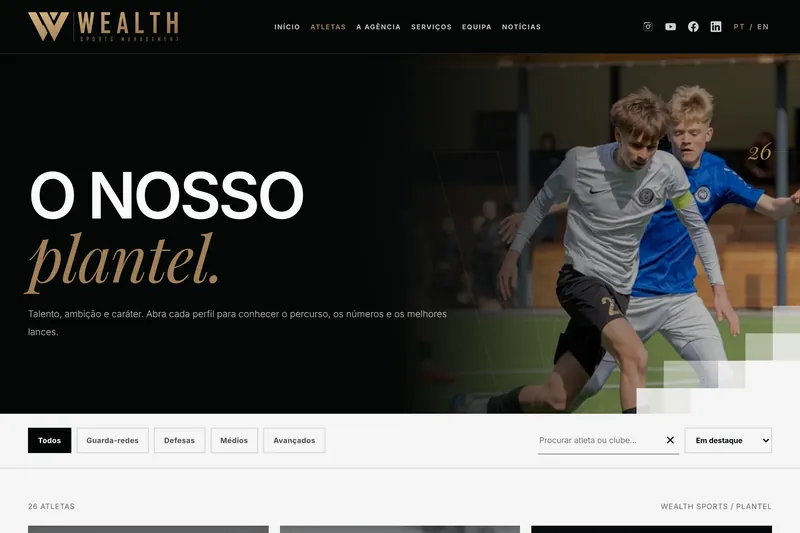 WEALTH
SPORTS MANAGEMENT
INÍCIO ATLETAS A AGÊNCIA SERVIÇOS EQUIPA NOTÍCIAS
PT / EN
26
O NOSSO
plantel.
Talento, ambição e caráter. Abra cada perfil para conhecer o percurso, os números e os melhores
lances.
2
Todos Guarda-redes Defesas Médios Avançados
Procurar atleta ou clube... Em destaque
26 ATLETAS WEALTH SPORTS / PLANTEL